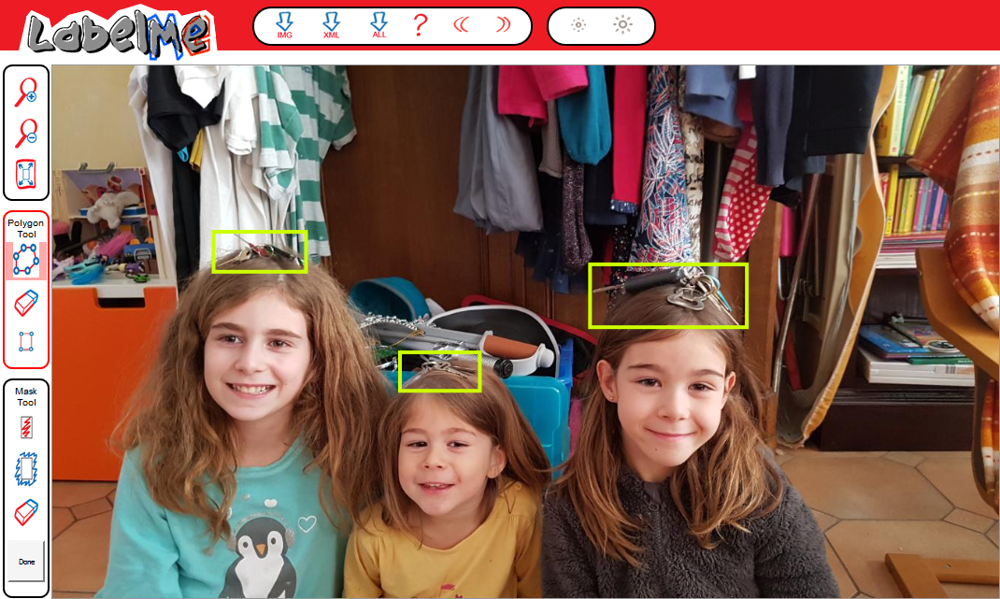 LabelMe
IMG
XML
ALL
?
Polygon
Tool
Mask
Tool
Done